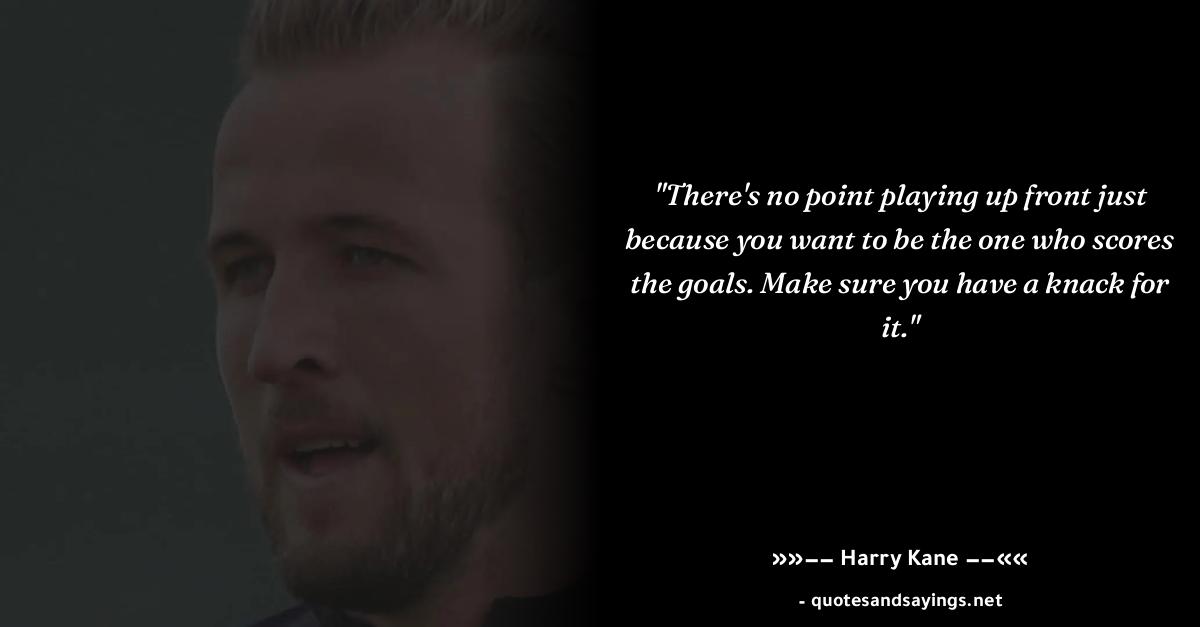 "There's no point playing up front just
because you want to be the one who scores
the goals. Make sure you have a knack for
it."
»»−− Harry Kane −−««
- quotesandsayings.net